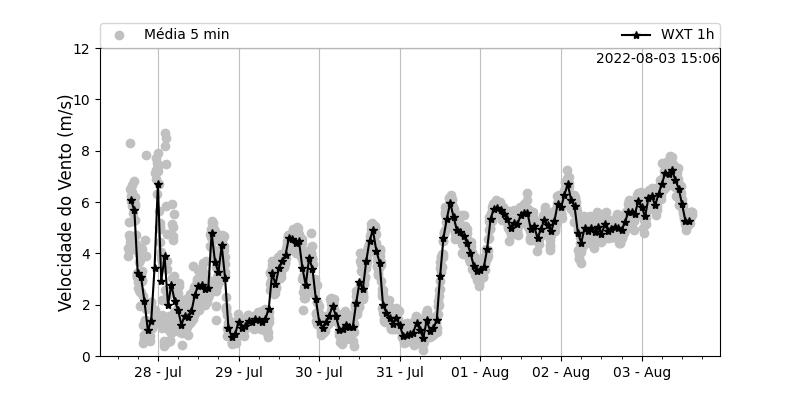 Média 5 min
WXT 1h
2022-08-03 15:06
Velocidade do Vento (m/s)
12
10
8
6
4
2
0
28 - Jul
29 - Jul
30 - Jul
31 - Jul
01 - Aug
02 - Aug
03 - Aug